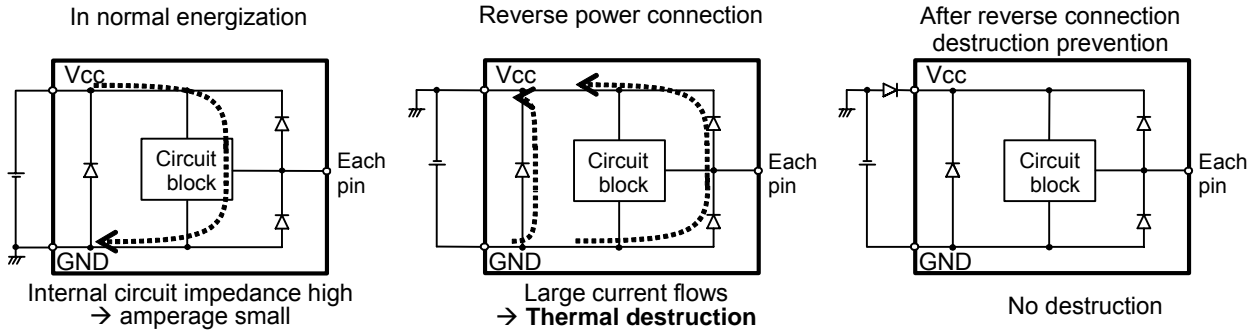 In normal energization
Vcc
Circuit
block
Each
pin
GND
Internal circuit impedance high
→ amperage small
Reverse power connection
Vcc
Circuit
block
Each
pin
GND
Large current flows
→ Thermal destruction
After reverse connection
destruction prevention
Vcc
Circuit
block
Each
pin
GND
No destruction